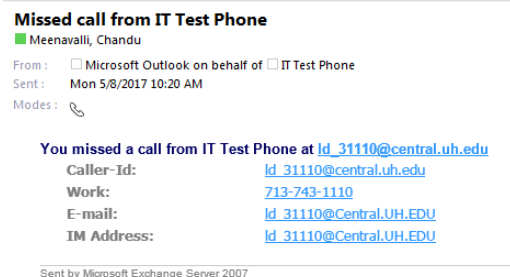 Missed call from IT Test Phone
Meenavalli, Chandu
From : Microsoft Outlook on behalf of IT Test Phone
Sent : Mon 5/8/2017 10:20 AM
Modes :
You missed a call from IT Test Phone at ld_31110@central.uh.edu
Caller-Id: ld_31110@central.uh.edu
Work: 713-743-1110
E-mail: ld_31110@Central.UH.EDU
IM Address: ld_31110@Central.UH.EDU
Sent by Microsoft Exchange Server 2007